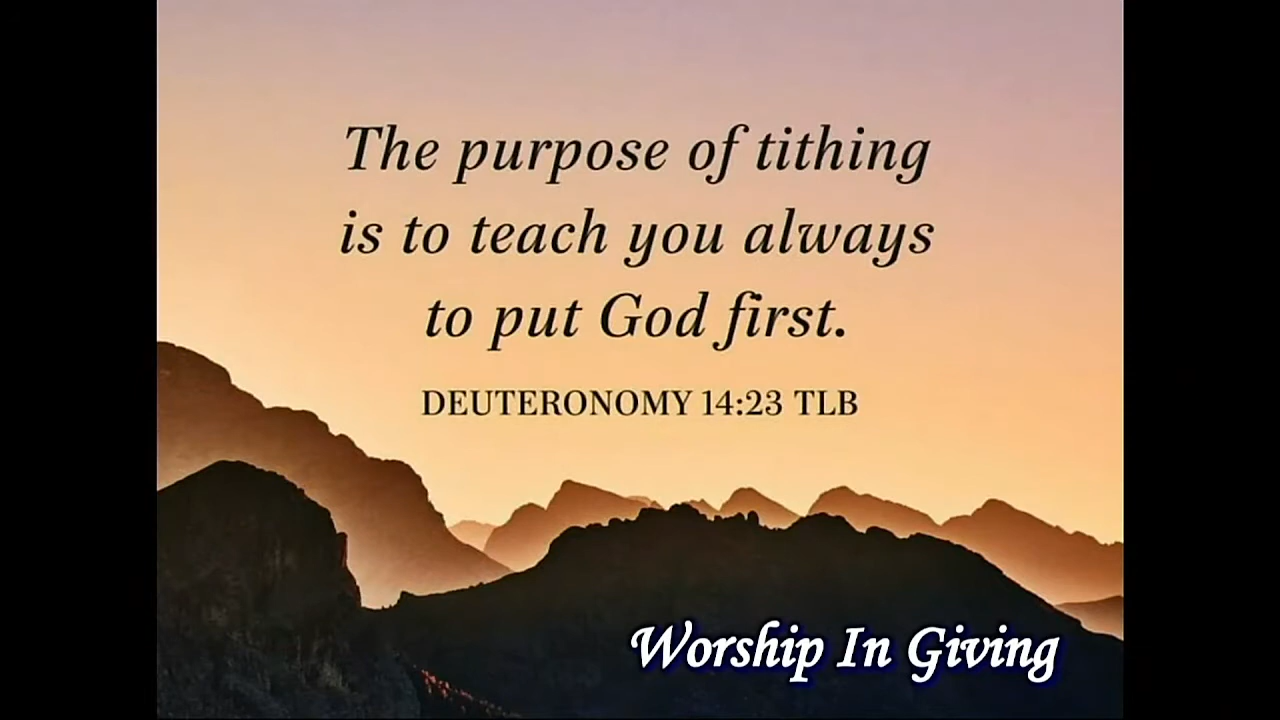 The purpose of tithing
is to teach you always
to put God first.
DEUTERONOMY 14:23 TLB
Worship In Giving